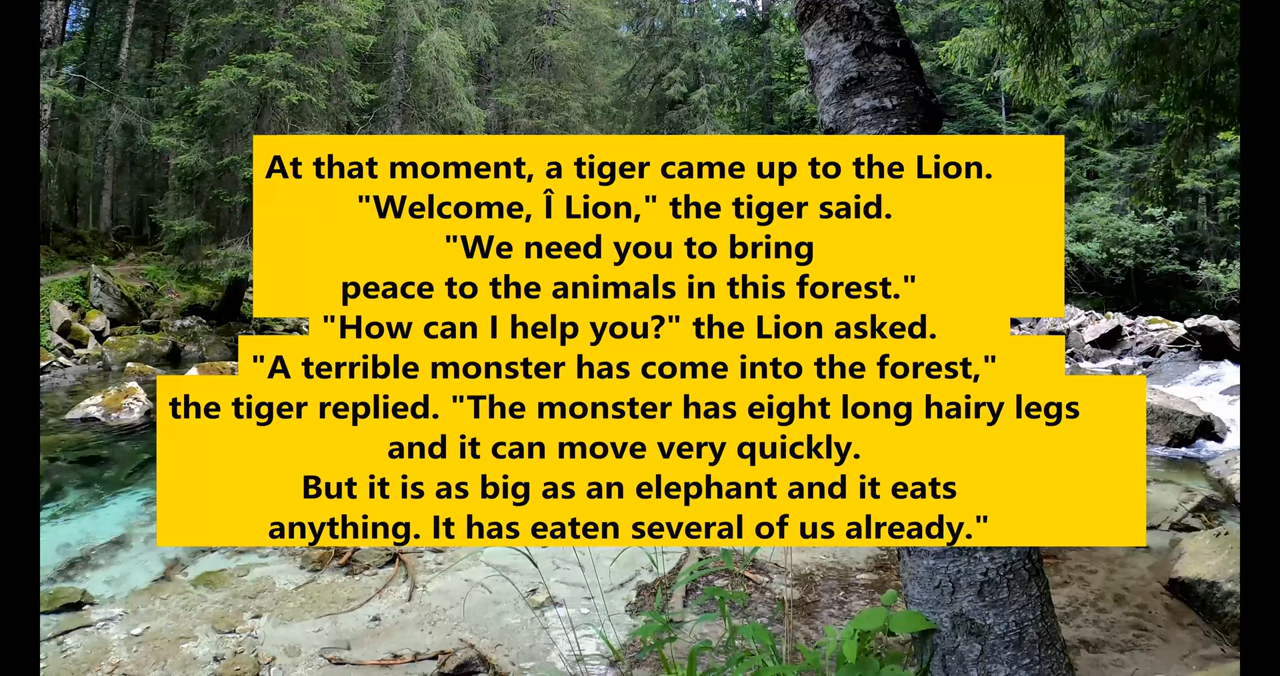 At that moment, a tiger came up to the Lion.
"Welcome, Î Lion," the tiger said.
"We need you to bring
peace to the animals in this forest."
"How can I help you?" the Lion asked.
"A terrible monster has come into the forest,"
the tiger replied. "The monster has eight long hairy legs
and it can move very quickly.
But it is as big as an elephant and it eats
anything. It has eaten several of us already."